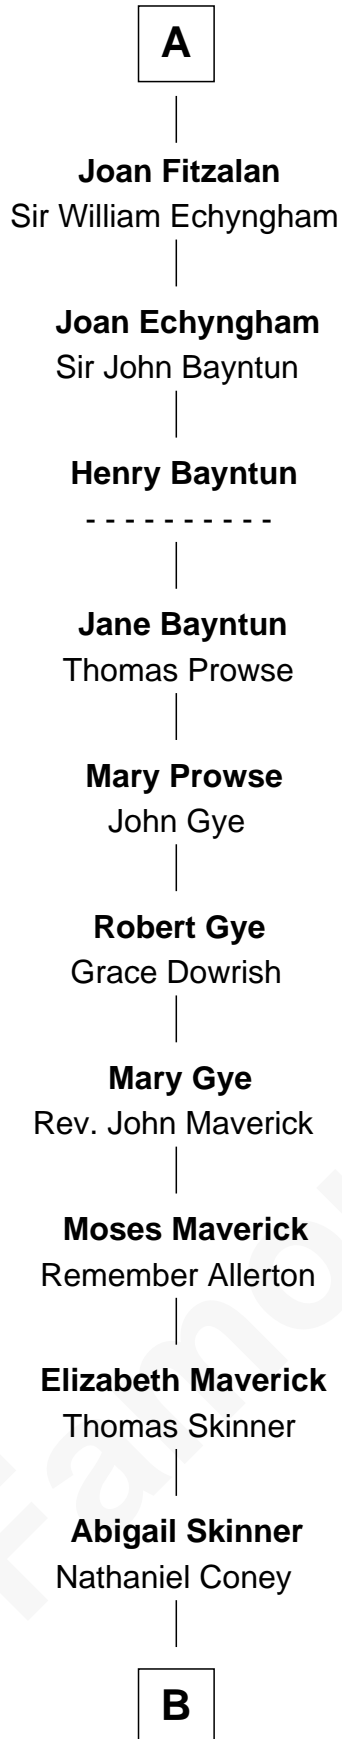 A
Joan Fitzalan
Sir William Echyngham
Joan Echyngham
Sir John Bayntun
Henry Bayntun
- - - - - - - - - -
Jane Bayntun
Thomas Prowse
Mary Prowse
John Gye
Robert Gye
Grace Dowrish
Mary Gye
Rev. John Maverick
Moses Maverick
Remember Allerton
Elizabeth Maverick
Thomas Skinner
Abigail Skinner
Nathaniel Coney
B